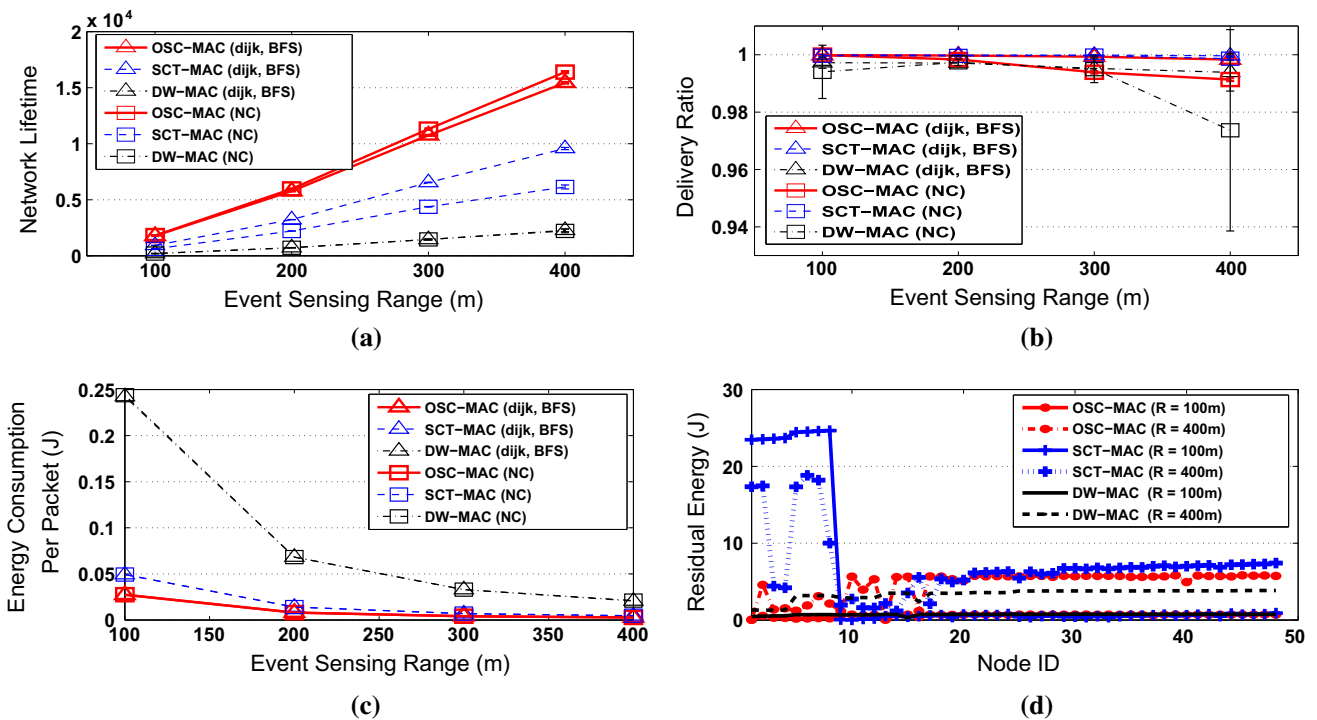 x 10⁴
2
1.5
1
0.5
0
Network Lifetime
OSC−MAC (dijk, BFS)
SCT−MAC (dijk, BFS)
DW−MAC (dijk, BFS)
OSC−MAC (NC)
SCT−MAC (NC)
DW−MAC (NC)
100 200 300 400
Event Sensing Range (m)
(a)
1
0.98
0.96
0.94
Delivery Ratio
OSC−MAC (dijk, BFS)
SCT−MAC (dijk, BFS)
DW−MAC (dijk, BFS)
OSC−MAC (NC)
SCT−MAC (NC)
DW−MAC (NC)
100 200 300 400
Event Sensing Range (m)
(b)
0.25
0.2
0.15
0.1
0.05
0
Energy Consumption
Per Packet (J)
OSC−MAC (dijk, BFS)
SCT−MAC (dijk, BFS)
DW−MAC (dijk, BFS)
OSC−MAC (NC)
SCT−MAC (NC)
DW−MAC (NC)
100 150 200 250 300 350 400
Event Sensing Range (m)
(c)
30
20
10
0
Residual Energy (J)
OSC−MAC (R = 100m)
OSC−MAC (R = 400m)
SCT−MAC (R = 100m)
SCT−MAC (R = 400m)
DW−MAC (R = 100m)
DW−MAC (R = 400m)
10 20 30 40 50
Node ID
(d)